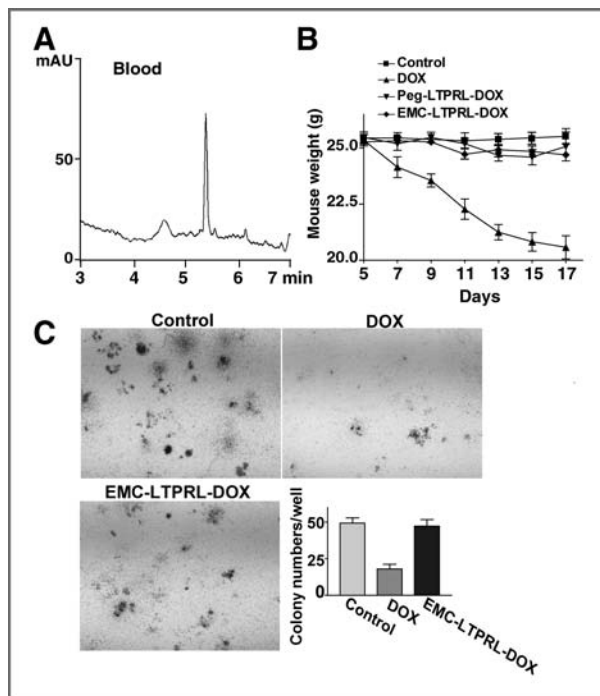 A
mAU
Blood
50
0
3 4 5 6 7 min
B
Control
DOX
Peg-LTPRL-DOX
EMC-LTPRL-DOX
Mouse weight (g)
25.0
22.5
20.0
5 7 9 11 13 15 17
Days
C
Control
DOX
EMC-LTPRL-DOX
Colony numbers/well
50
25
0
Control
DOX
EMC-LTPRL-DOX